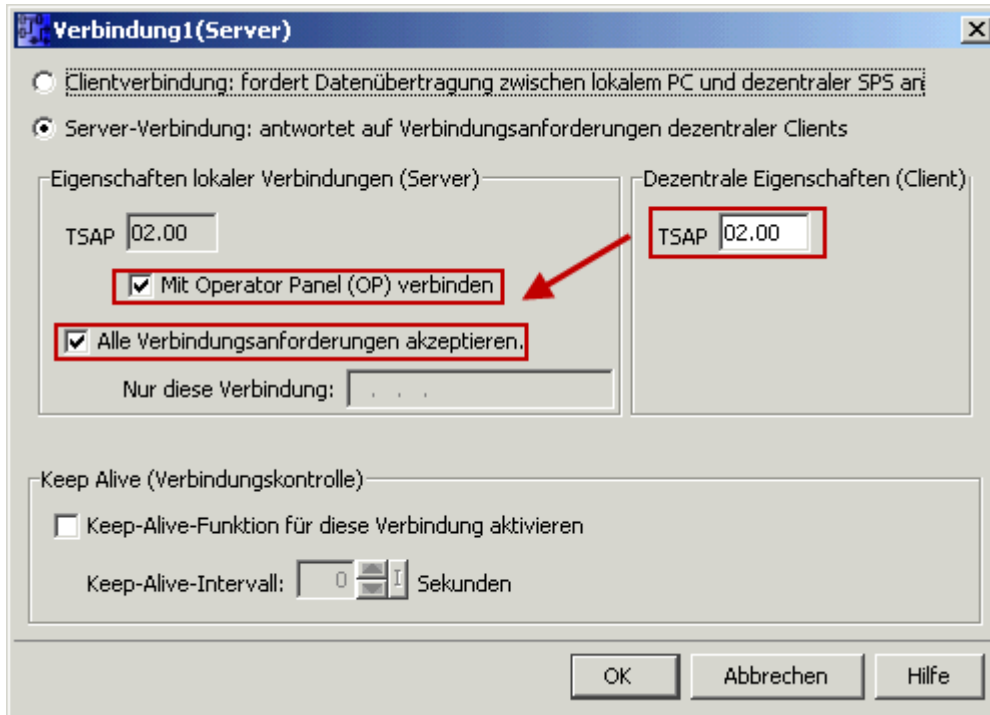 Verbindung1(Server)
Clientverbindung: fordert Datenübertragung zwischen lokalem PC und dezentraler SPS an
Server-Verbindung: antwortet auf Verbindungsanforderungen dezentraler Clients
Eigenschaften lokaler Verbindungen (Server)
TSAP 02.00
Mit Operator Panel (OP) verbinden
Alle Verbindungsanforderungen akzeptieren.
Nur diese Verbindung: . . .
Dezentrale Eigenschaften (Client)
TSAP 02.00
Keep Alive (Verbindungskontrolle)
Keep-Alive-Funktion für diese Verbindung aktivieren
Keep-Alive-Intervall: 0 Sekunden
OK Abbrechen Hilfe